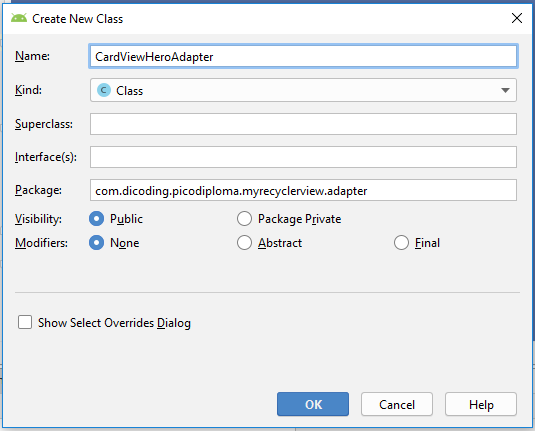 Create New Class
Name: CardViewHeroAdapter
Kind: C Class
Superclass:
Interface(s):
Package: com.dicoding.picodiploma.myrecyclerview.adapter
Visibility: Public Package Private
Modifiers: None Abstract Final
Show Select Overrides Dialog
OK Cancel Help